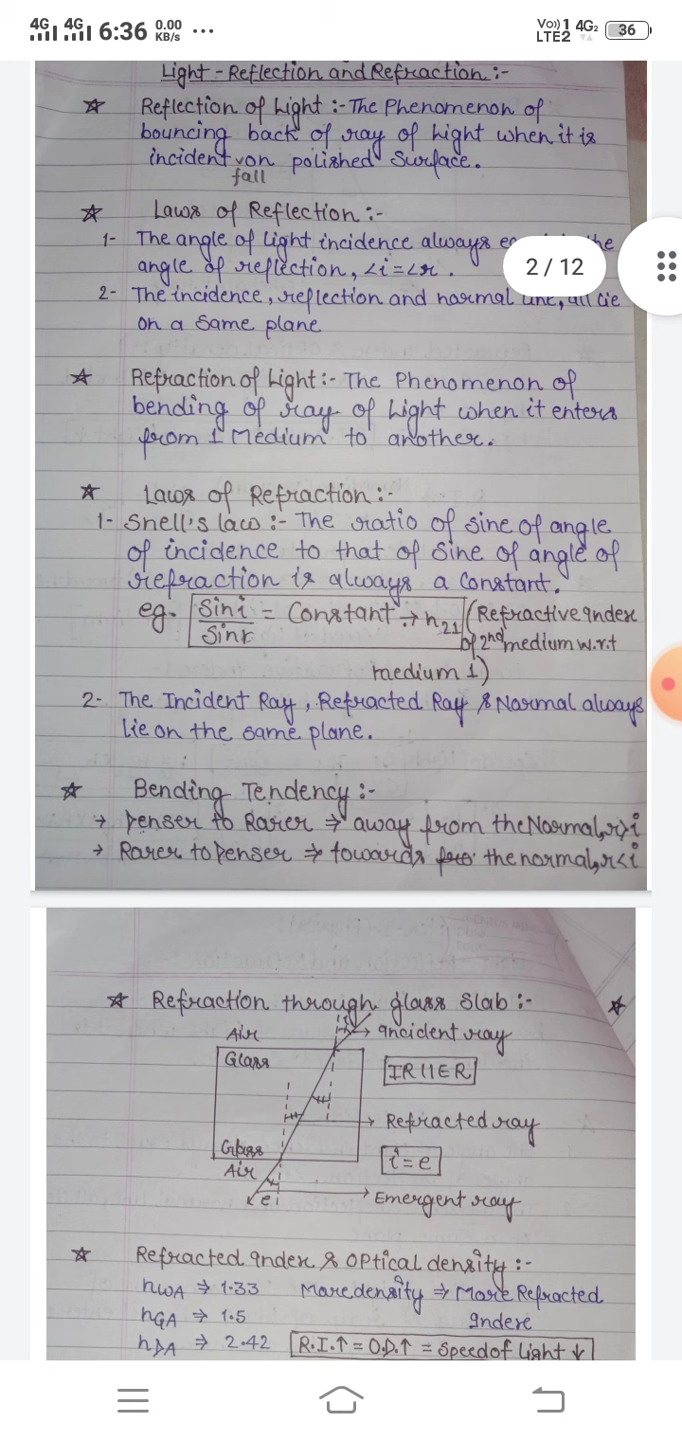 4G 4G 6:36 0.00 KB/s ... Vo)) 1 4G2 LTE2 36
Light - Reflection and Refraction :-
☆ Reflection of Light :- The Phenomenon of
bouncing back of ray of Light when it is
incident on polished Surface.
fall
☆ Laws of Reflection :-
1- The angle of Light incidence always the
angle of reflection, ∠i=∠r.
2 / 12
2- The incidence, reflection and normal line, all lie
on a same plane
☆ Refraction of Light :- The Phenomenon of
bending of ray of Light when it enters
from 1 Medium to another.
☆ Laws of Refraction :-
1- Snell's law :- The ratio of sine of angle
of incidence to that of sine of angle of
refraction is always a constant.
eg. Sin i / Sin r = Constant → n21 (Refractive Index
of 2nd medium w.r.t
medium 1)
2- The Incident Ray, Refracted Ray & Normal always
lie on the same plane.
☆ Bending Tendency :-
→ Denser to Rarer ⇒ away from the Normal, r>i
→ Rarer to Denser ⇒ towards the normal, r<i
☆ Refraction through glass Slab :- ☆
Air → Incident ray
Glass IR||ER
→ Refracted ray
Glass i=e
Air
e → Emergent ray
☆ Refracted Index & Optical density :-
nWA ⇒ 1.33 More density ⇒ More Refracted
nGA ⇒ 1.5 Indexe
nDA ⇒ 2.42 R.I.↑ = O.D.↑ = Speed of Light ↓